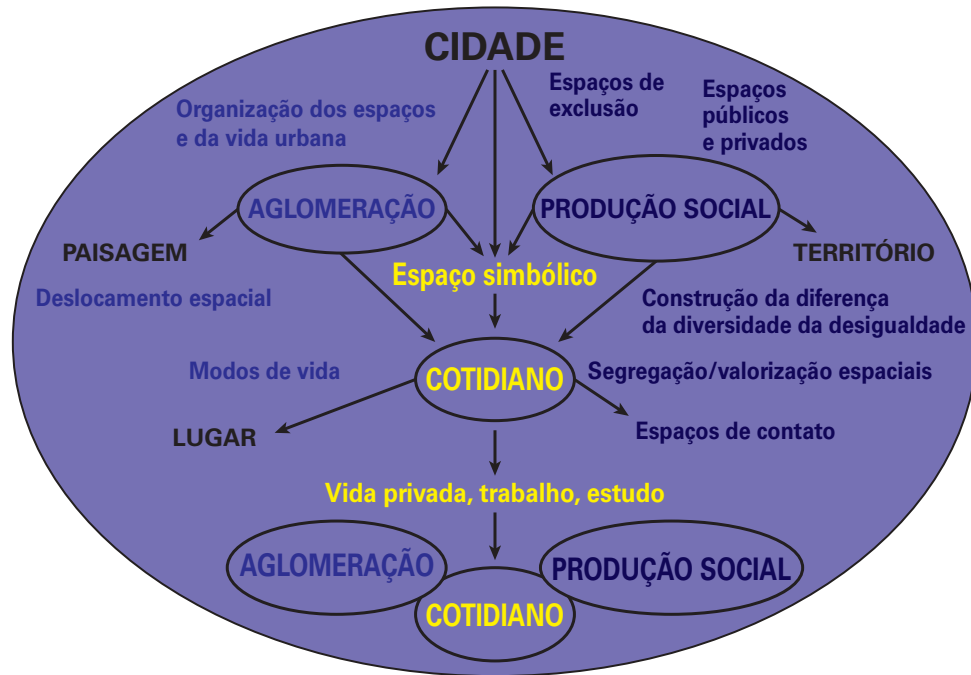 CIDADE
Organização dos espaços
e da vida urbana
Espaços de
exclusão
Espaços
públicos
e privados
AGLOMERAÇÃO
PRODUÇÃO SOCIAL
PAISAGEM
Espaço simbólico
TERRITÓRIO
Deslocamento espacial
Construção da diferença
da diversidade da desigualdade
Modos de vida
COTIDIANO
Segregação/valorização espaciais
LUGAR
Espaços de contato
Vida privada, trabalho, estudo
AGLOMERAÇÃO
PRODUÇÃO SOCIAL
COTIDIANO